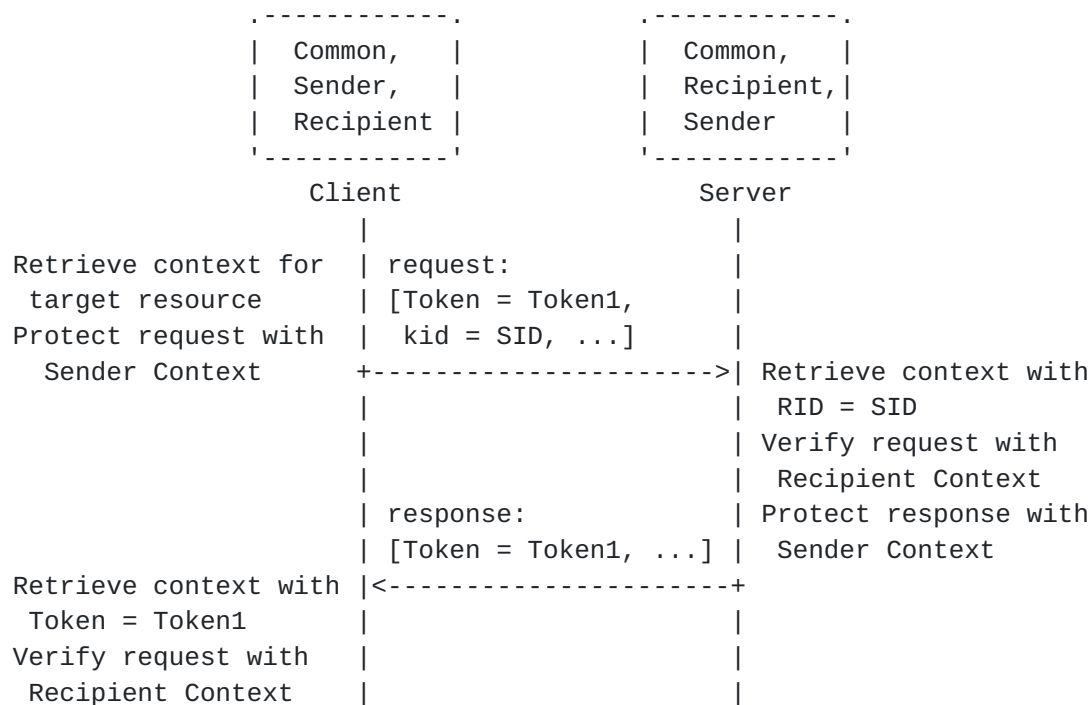 .------------.           .------------.
              |  Common,   |           |  Common,   |
              |  Sender,   |           |  Recipient,|
              |  Recipient |           |  Sender    |
              '------------'           '------------'
                  Client                   Server
                     |                       |
Retrieve context for | request:              |
 target resource     | [Token = Token1,      |
Protect request with |  kid = SID, ...]      |
  Sender Context     +---------------------->| Retrieve context with
                     |                       |  RID = SID
                     |                       | Verify request with
                     |                       |  Recipient Context
                     | response:             | Protect response with
                     | [Token = Token1, ...] |  Sender Context
Retrieve context with |<----------------------+
 Token = Token1      |                       |
Verify request with  |                       |
 Recipient Context   |                       |